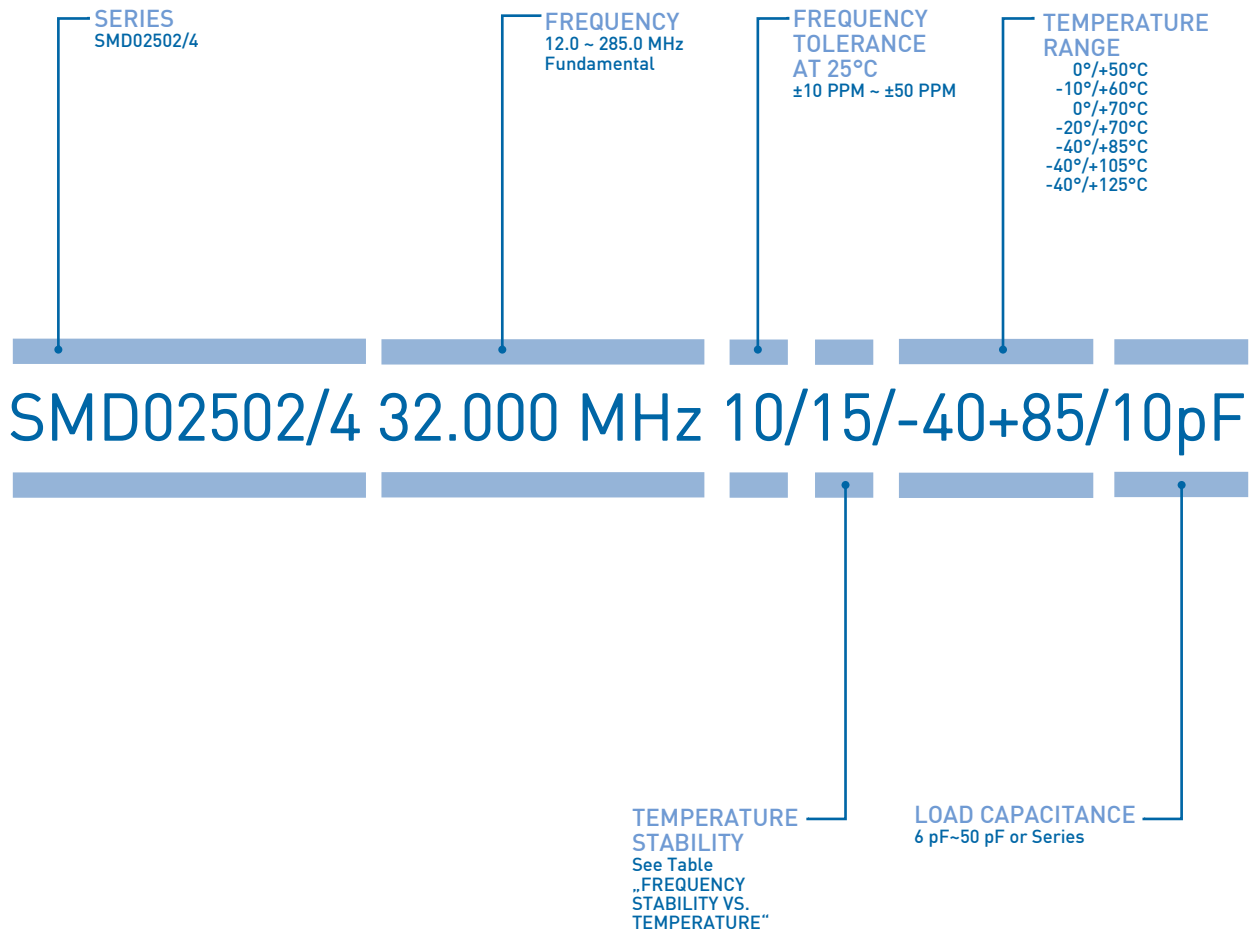 SERIES
SMD02502/4
FREQUENCY
12.0 ~ 285.0 MHz
Fundamental
FREQUENCY
TOLERANCE
AT 25°C
±10 PPM ~ ±50 PPM
TEMPERATURE
RANGE
0°/+50°C
-10°/+60°C
0°/+70°C
-20°/+70°C
-40°/+85°C
-40°/+105°C
-40°/+125°C
SMD02502/4 32.000 MHz 10/15/-40+85/10pF
TEMPERATURE
STABILITY
See Table
„FREQUENCY
STABILITY VS.
TEMPERATURE“
LOAD CAPACITANCE
6 pF~50 pF or Series